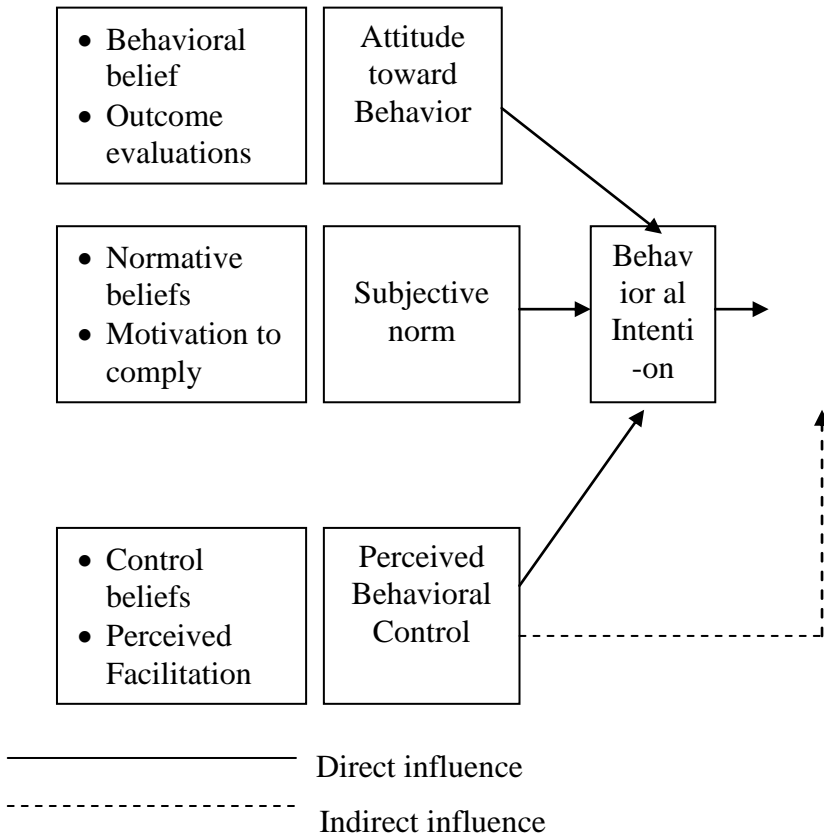 • Behavioral
belief
• Outcome
evaluations
Attitude
toward
Behavior
• Normative
beliefs
• Motivation to
comply
Subjective
norm
Behav
ior al
Intenti
-on
• Control
beliefs
• Perceived
Facilitation
Perceived
Behavioral
Control
Direct influence
Indirect influence